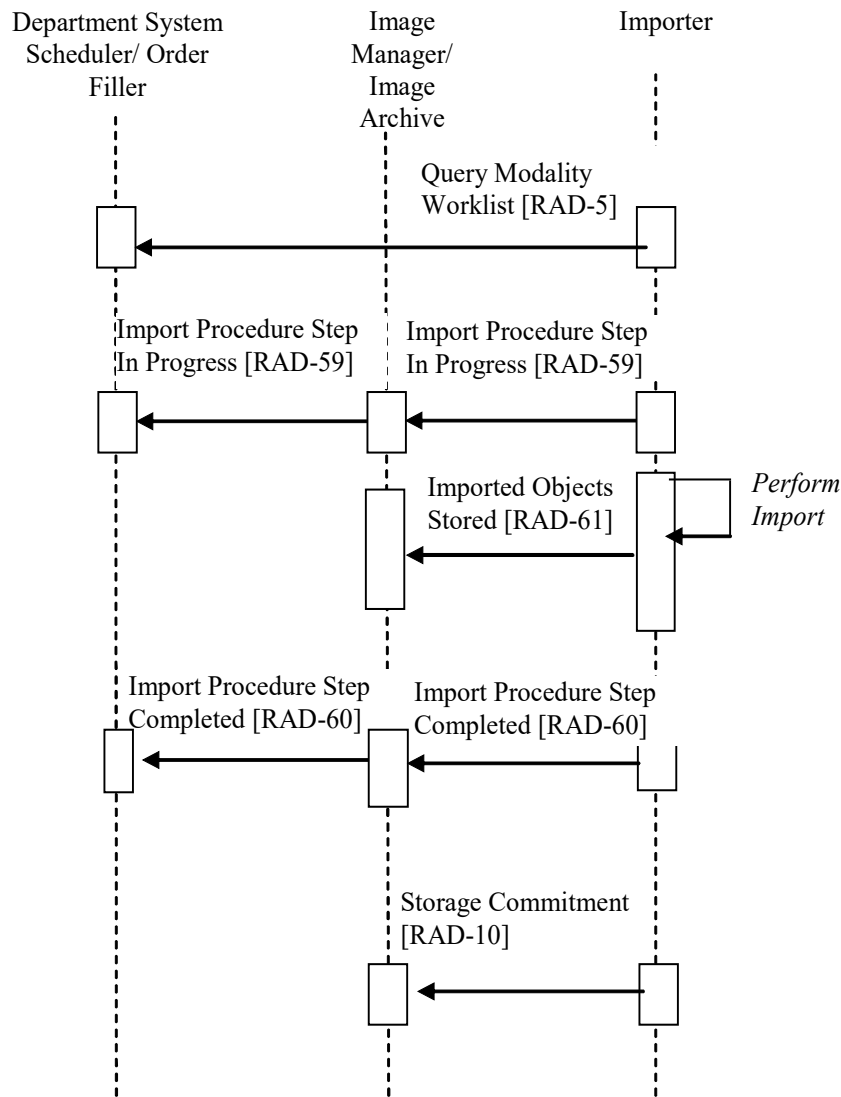 Department System
Scheduler/ Order
Filler
Image
Manager/
Image
Archive
Importer
Query Modality
Worklist [RAD-5]
Import Procedure Step
In Progress [RAD-59]
Import Procedure Step
In Progress [RAD-59]
Imported Objects
Stored [RAD-61]
Perform
Import
Import Procedure Step
Completed [RAD-60]
Import Procedure Step
Completed [RAD-60]
Storage Commitment
[RAD-10]